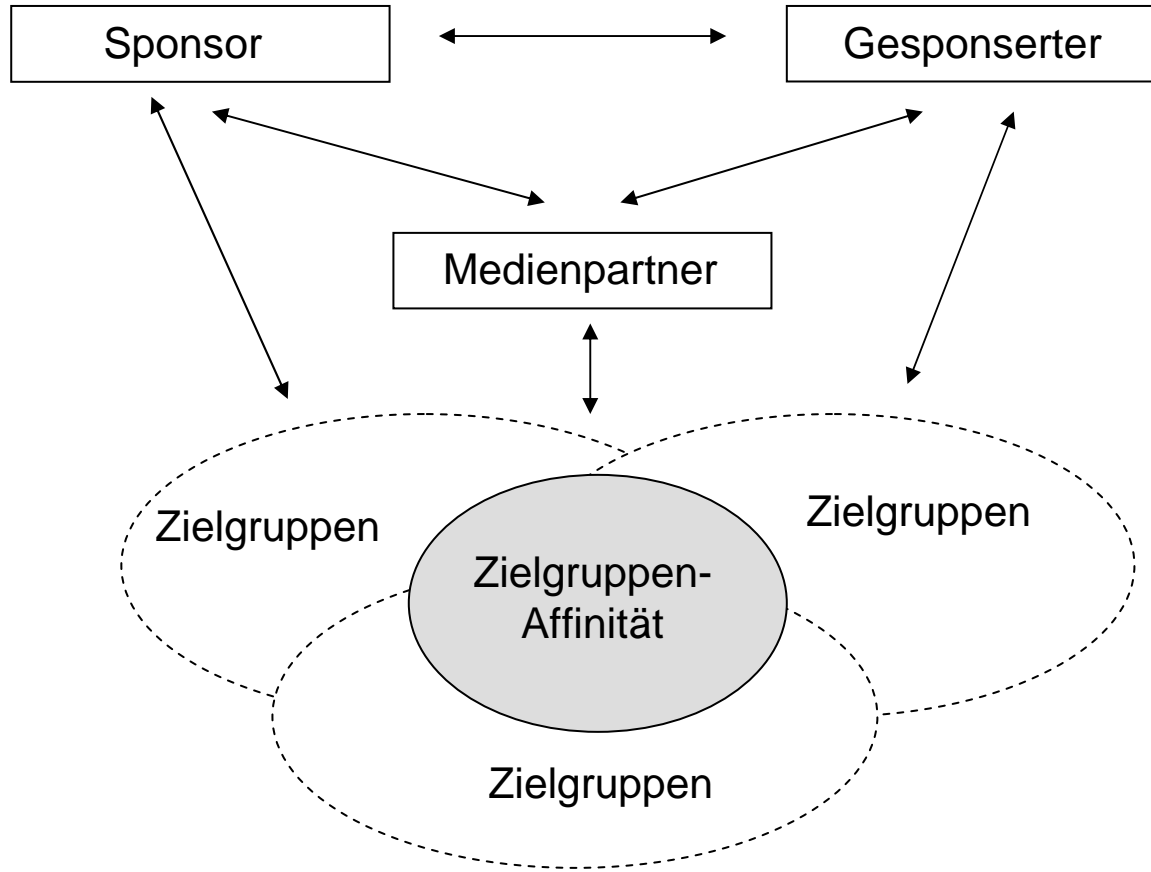 Sponsor
Gesponserter
Medienpartner
Zielgruppen
Zielgruppen
Zielgruppen-
Affinität
Zielgruppen